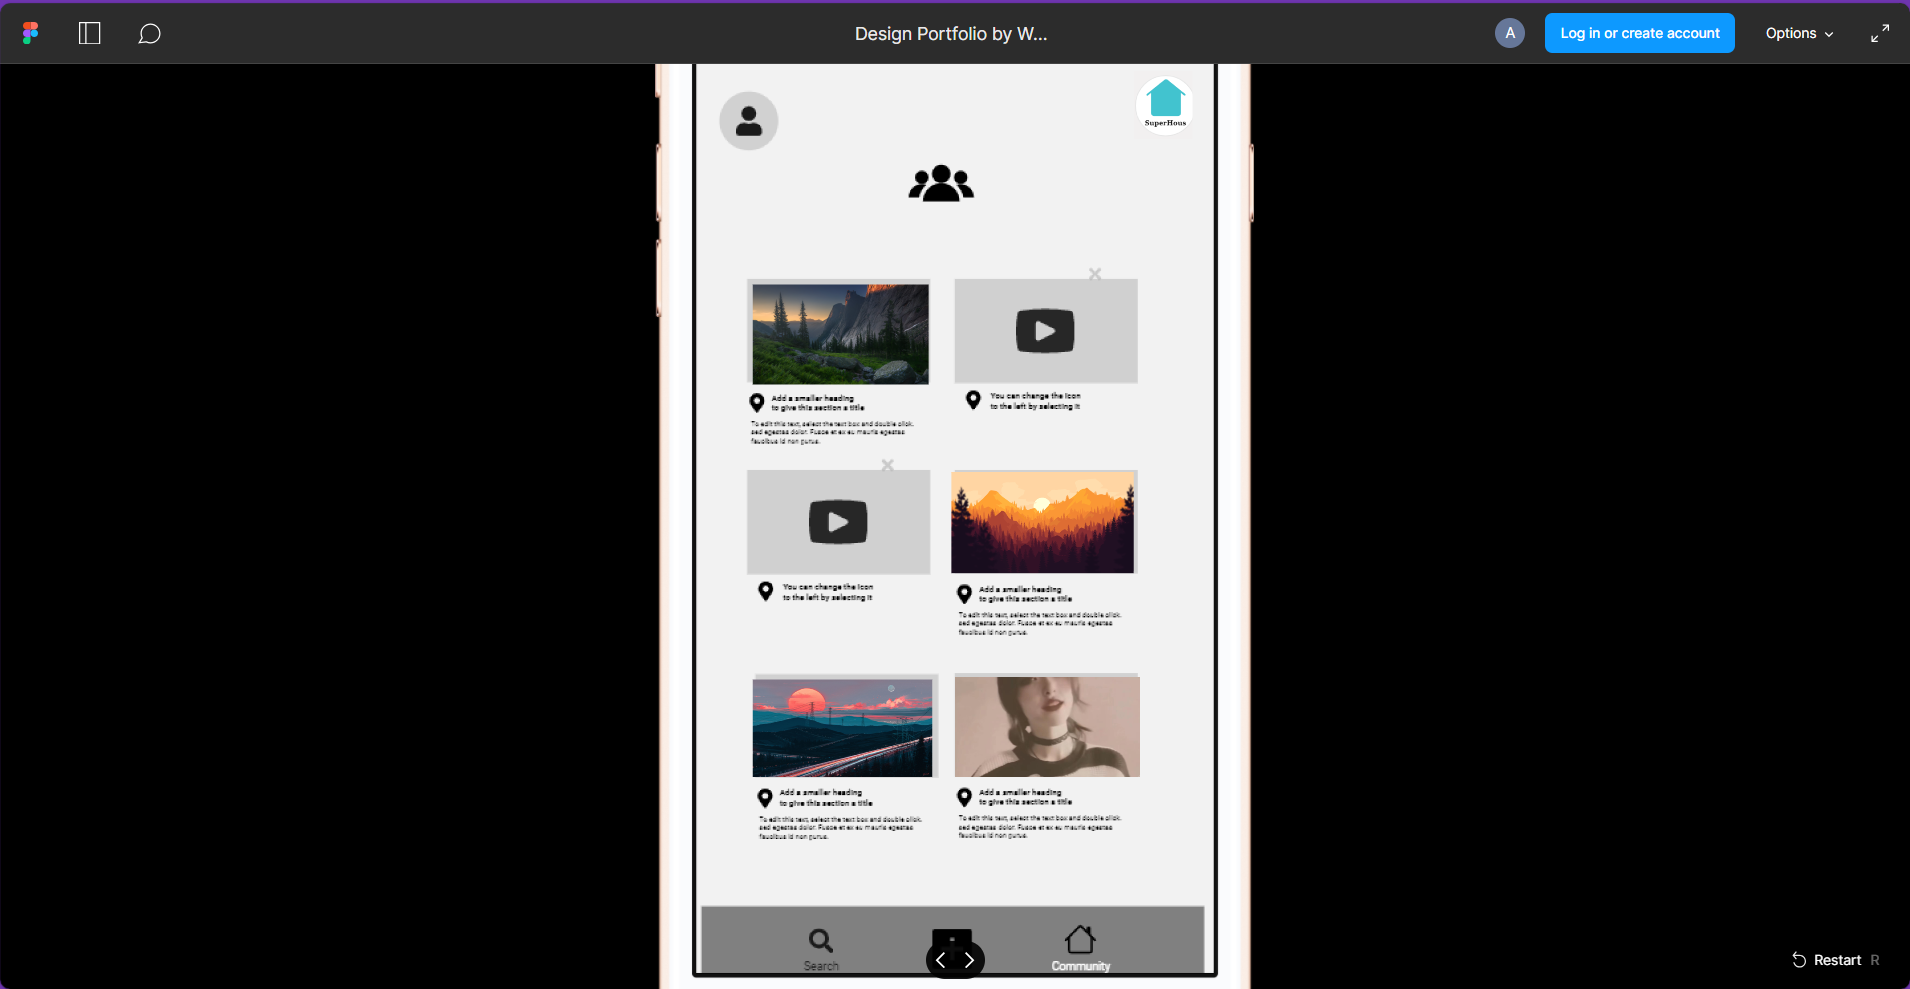 Design Portfolio by W...
A
Log in or create account
Options
SuperHous
Add a smaller heading
to give this section a title
To edit this text, select the text box and double click.
sed egestas dolor. Fusce et ex eu mauris egestas
faucibus id non purus.
You can change the icon
to the left by selecting it
You can change the icon
to the left by selecting it
Add a smaller heading
to give this section a title
To edit this text, select the text box and double click.
sed egestas dolor. Fusce et ex eu mauris egestas
faucibus id non purus.
Add a smaller heading
to give this section a title
To edit this text, select the text box and double click.
sed egestas dolor. Fusce et ex eu mauris egestas
faucibus id non purus.
Add a smaller heading
to give this section a title
To edit this text, select the text box and double click.
sed egestas dolor. Fusce et ex eu mauris egestas
faucibus id non purus.
Search
Community
Restart R